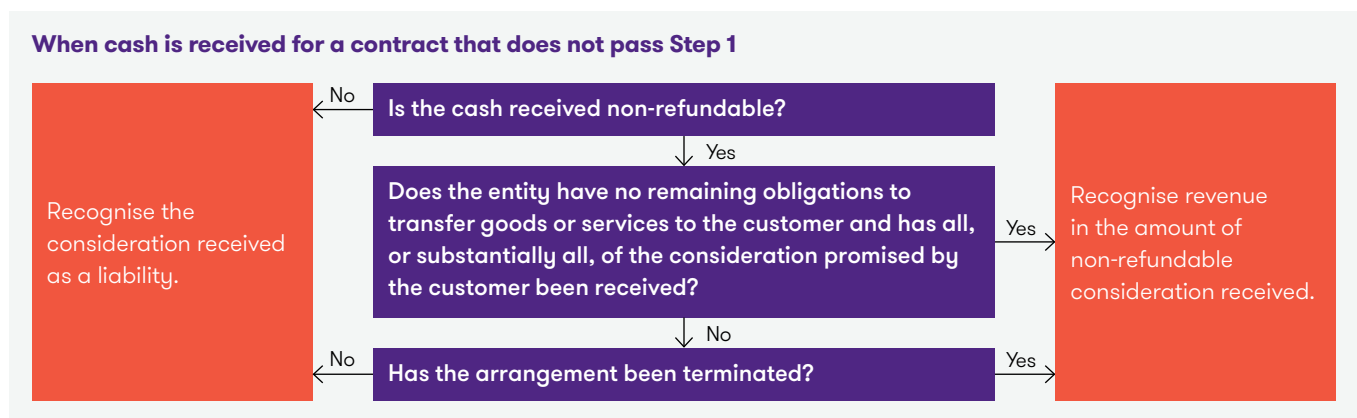 When cash is received for a contract that does not pass Step 1
No
Is the cash received non-refundable?
Yes
Does the entity have no remaining obligations to
transfer goods or services to the customer and has all,
or substantially all, of the consideration promised by
the customer been received?
Yes
No
No
Has the arrangement been terminated?
Yes
Recognise the
consideration received
as a liability.
Recognise revenue
in the amount of
non-refundable
consideration received.